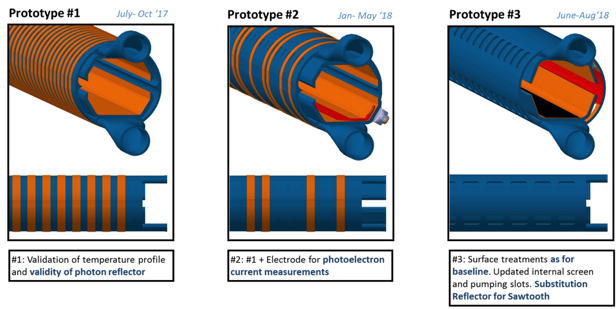 Prototype #1
July- Oct '17
Prototype #2
Jan- May '18
Prototype #3
June-Aug'18
#1: Validation of temperature profile
and validity of photon reflector
#2: #1 + Electrode for photoelectron
current measurements
#3: Surface treatments as for
baseline. Updated internal screen
and pumping slots. Substitution
Reflector for Sawtooth